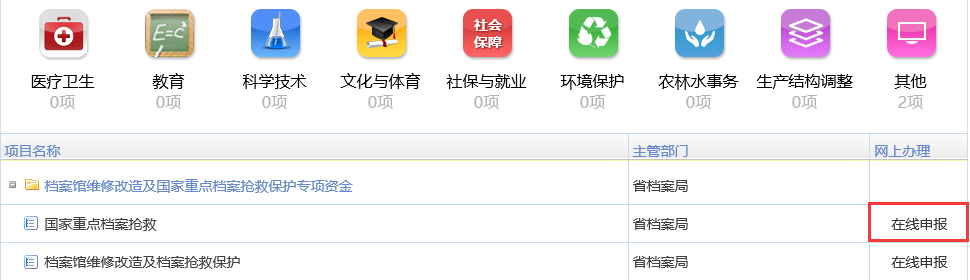 E=c²
社会
保障
医疗卫生 教育 科学技术 文化与体育 社保与就业 环境保护 农林水事务 生产结构调整 其他
0项 0项 0项 0项 0项 0项 0项 0项 2项
项目名称 主管部门 网上办理
档案馆维修改造及国家重点档案抢救保护专项资金 省档案局
国家重点档案抢救 省档案局 在线申报
档案馆维修改造及档案抢救保护 省档案局 在线申报